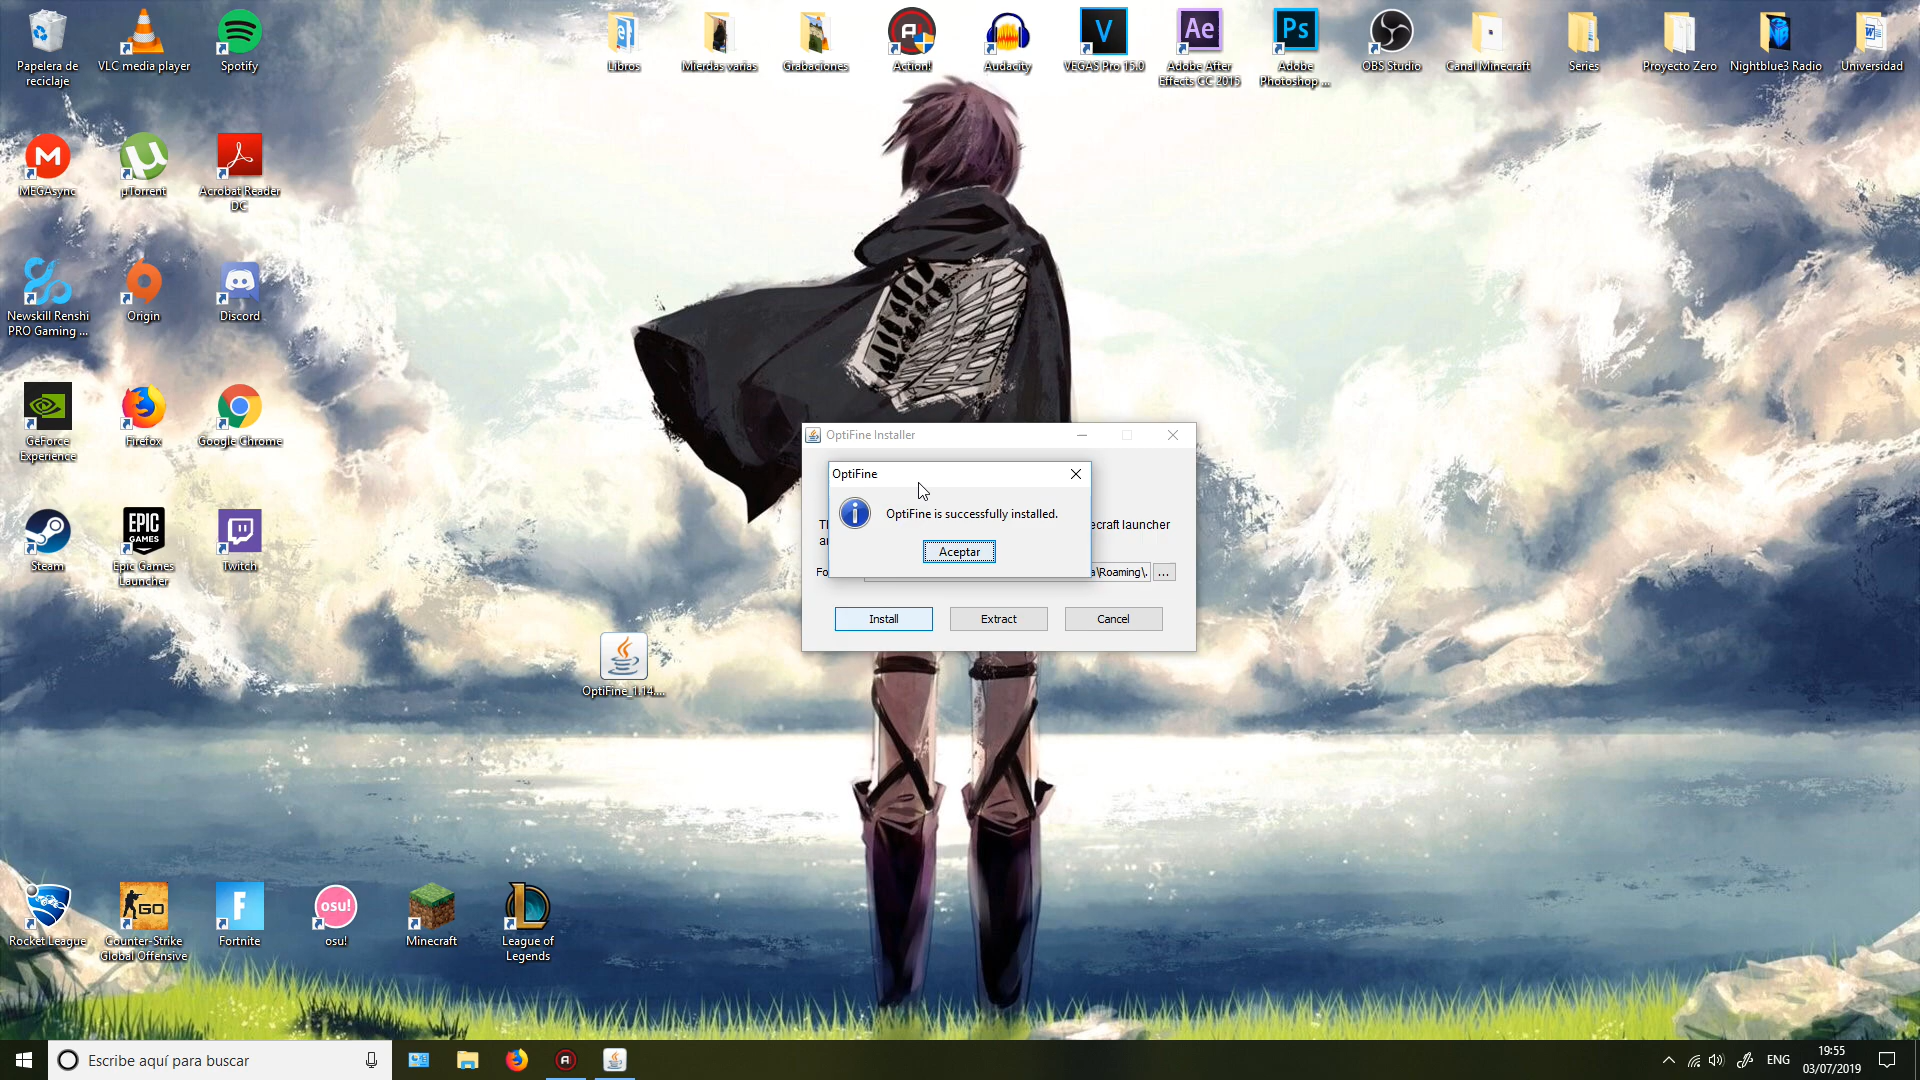 Papelera de
reciclaje
VLC media player
Spotify
Libros
Mierdas varias
Grabaciones
Action!
Audacity
VEGAS Pro 15.0
Adobe After
Effects CC 2015
Adobe
Photoshop ...
OBS Studio
Canal Minecraft
Series
Proyecto Zero
Nightblue3 Radio
Universidad
MEGAsync
µTorrent
Acrobat Reader
DC
Newskill Renshi
PRO Gaming ...
Origin
Discord
GeForce
Experience
Firefox
Google Chrome
EPIC
GAMES
Steam
Epic Games
Launcher
Twitch
OptiFine Installer
OptiFine
OptiFine is successfully installed.
ecraft launcher
Aceptar
a\Roaming\.
...
Install
Extract
Cancel
OptiFine_1.14....
GO
osu!
Rocket League
Counter-Strike
Global Offensive
Fortnite
osu!
Minecraft
League of
Legends
Escribe aquí para buscar
ENG
19:55
03/07/2019